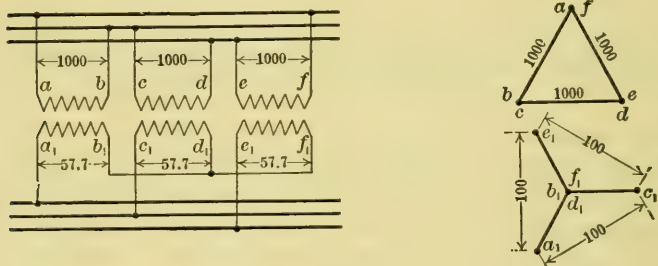 1000 1000 1000
a b c d e f
a1 b1 c1 d1 e1 f1
57.7 57.7 57.7
a f
1000 1000
b 1000 e
c d
e1
100
100 b1 f1 c1
d1
a1 100